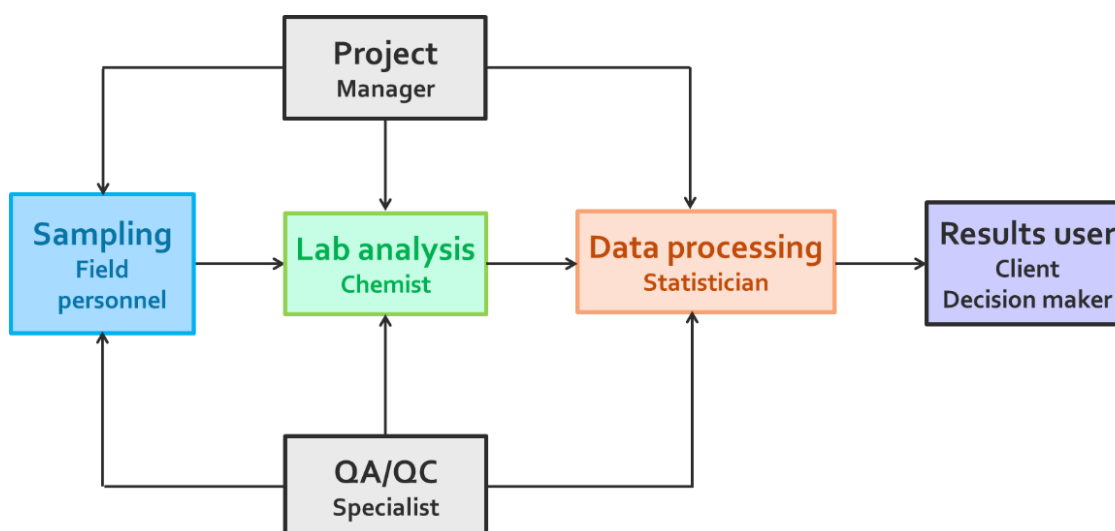 Project
Manager
Sampling
Field
personnel
Lab analysis
Chemist
Data processing
Statistician
Results user
Client
Decision maker
QA/QC
Specialist